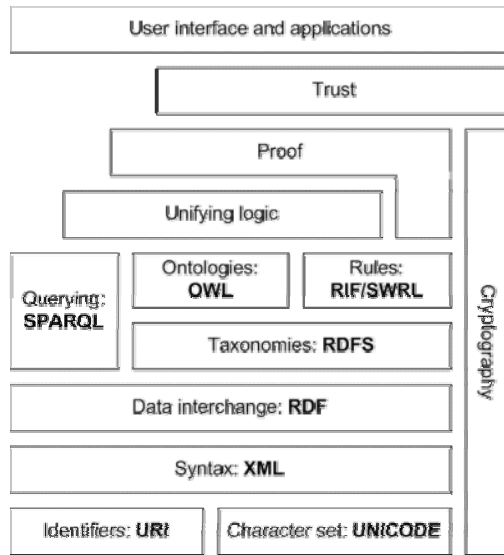 User interface and applications
Trust
Proof
Unifying logic
Querying:
SPARQL
Ontologies:
OWL
Rules:
RIF/SWRL
Taxonomies: RDFS
Cryptography
Data interchange: RDF
Syntax: XML
Identifiers: URI
Character set: UNICODE